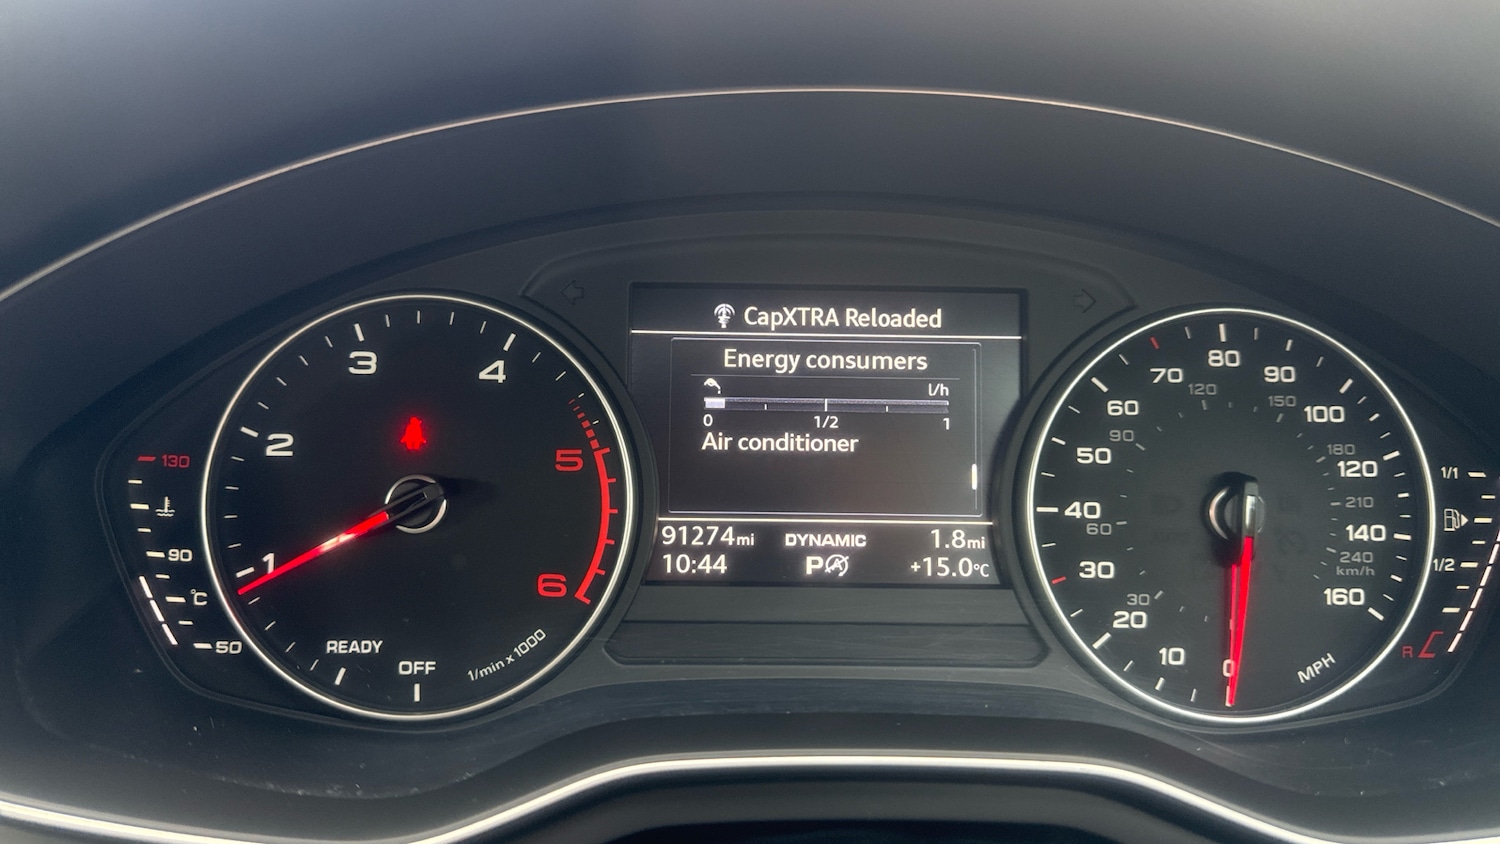 CapXTRA Reloaded
Energy consumers
l/h
0 1/2 1
Air conditioner
91274mi DYNAMIC 1.8mi
10:44 P A +15.0°C
130
90
°C
50
1
2
3
4
5
6
READY
OFF
1/min x 1000
0
10
20
30
40
50
60
70
80
90
100
120
140
160
MPH
30
60
90
120
150
180
210
240
km/h
1/1
1/2
R